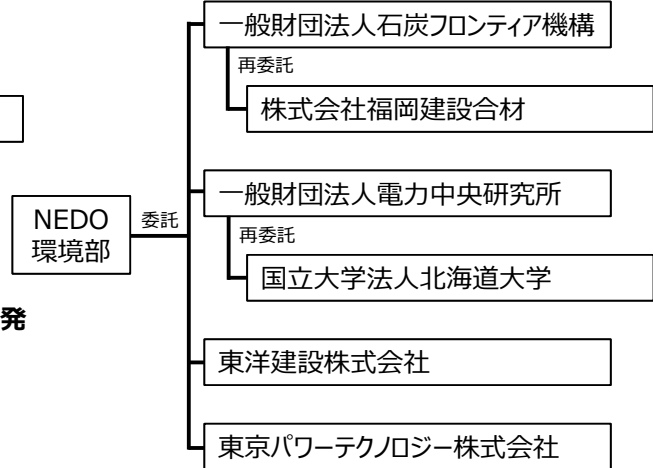 一般財団法人石炭フロンティア機構
再委託
株式会社福岡建設合材
一般財団法人電力中央研究所
NEDO
環境部
委託
再委託
国立大学法人北海道大学
発
東洋建設株式会社
東京パワーテクノロジー株式会社